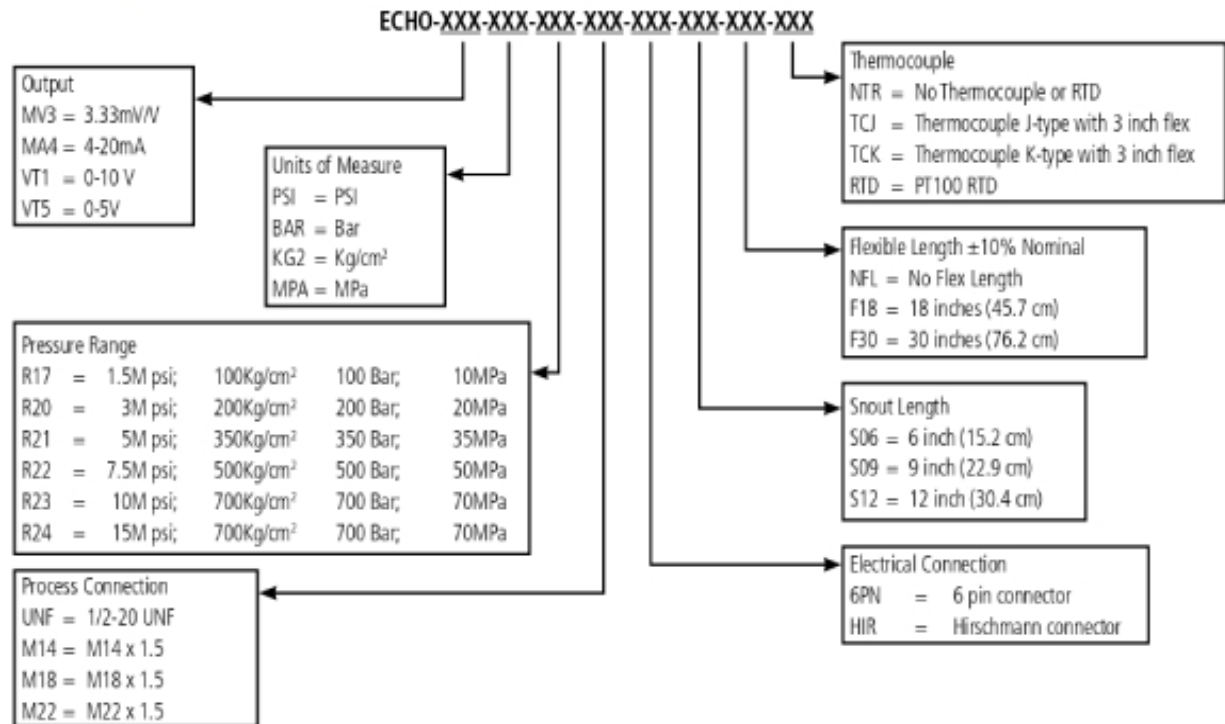 ECHO-XXX-XXX-XXX-XXX-XXX-XXX-XXX-XXX
Output
MV3 = 3.33mV/V
MA4 = 4-20mA
VT1 = 0-10 V
VT5 = 0-5V
Units of Measure
PSI = PSI
BAR = Bar
KG2 = Kg/cm²
MPA = MPa
Pressure Range
R17 = 1.5M psi; 100Kg/cm² 100 Bar; 10MPa
R20 = 3M psi; 200Kg/cm² 200 Bar; 20MPa
R21 = 5M psi; 350Kg/cm² 350 Bar; 35MPa
R22 = 7.5M psi; 500Kg/cm² 500 Bar; 50MPa
R23 = 10M psi; 700Kg/cm² 700 Bar; 70MPa
R24 = 15M psi; 700Kg/cm² 700 Bar; 70MPa
Process Connection
UNF = 1/2-20 UNF
M14 = M14 x 1.5
M18 = M18 x 1.5
M22 = M22 x 1.5
Thermocouple
NTR = No Thermocouple or RTD
TCJ = Thermocouple J-type with 3 inch flex
TCK = Thermocouple K-type with 3 inch flex
RTD = PT100 RTD
Flexible Length ±10% Nominal
NFL = No Flex Length
F18 = 18 inches (45.7 cm)
F30 = 30 inches (76.2 cm)
Snout Length
S06 = 6 inch (15.2 cm)
S09 = 9 inch (22.9 cm)
S12 = 12 inch (30.4 cm)
Electrical Connection
6PN = 6 pin connector
HIR = Hirschmann connector